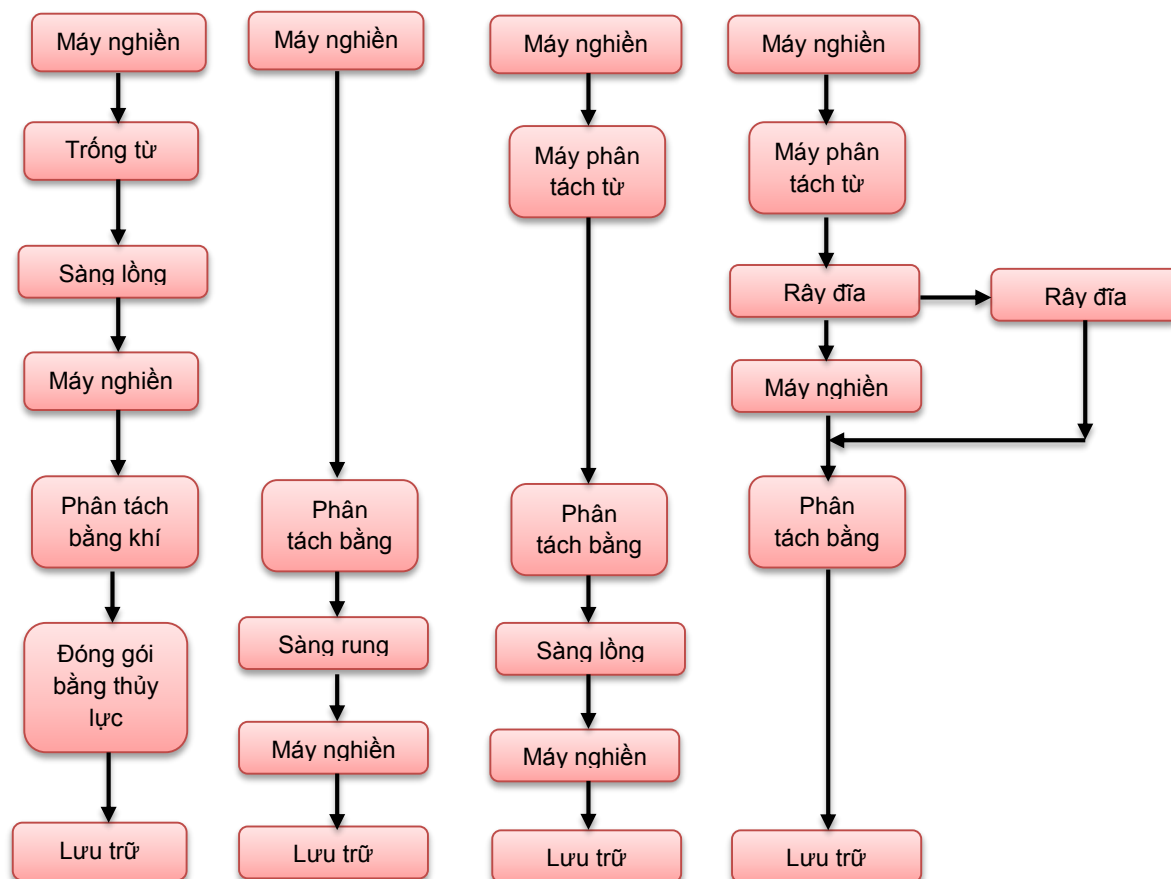 Máy nghiền
Trống từ
Sàng lồng
Máy nghiền
Phân tách
bằng khí
Đóng gói
bằng thủy
lực
Lưu trữ
Máy nghiền
Phân
tách bằng
Sàng rung
Máy nghiền
Lưu trữ
Máy nghiền
Máy phân
tách từ
Phân
tách bằng
Sàng lồng
Máy nghiền
Lưu trữ
Máy nghiền
Máy phân
tách từ
Rây đĩa
Rây đĩa
Máy nghiền
Phân
tách bằng
Lưu trữ